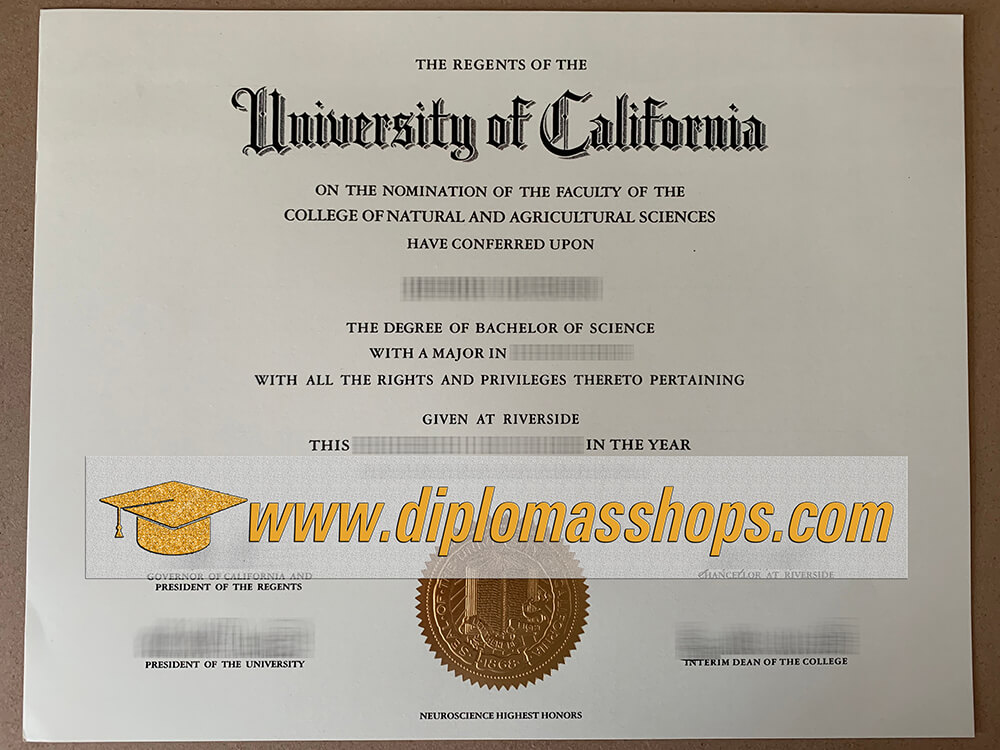 THE REGENTS OF THE
University of California
ON THE NOMINATION OF THE FACULTY OF THE
COLLEGE OF NATURAL AND AGRICULTURAL SCIENCES
HAVE CONFERRED UPON
THE DEGREE OF BACHELOR OF SCIENCE
WITH A MAJOR IN
WITH ALL THE RIGHTS AND PRIVILEGES THERETO PERTAINING
GIVEN AT RIVERSIDE
THIS IN THE YEAR
www.diplomasshops.com
GOVERNOR OF CALIFORNIA AND
PRESIDENT OF THE REGENTS
CHANCELLOR AT RIVERSIDE
1868
PRESIDENT OF THE UNIVERSITY
INTERIM DEAN OF THE COLLEGE
NEUROSCIENCE HIGHEST HONORS